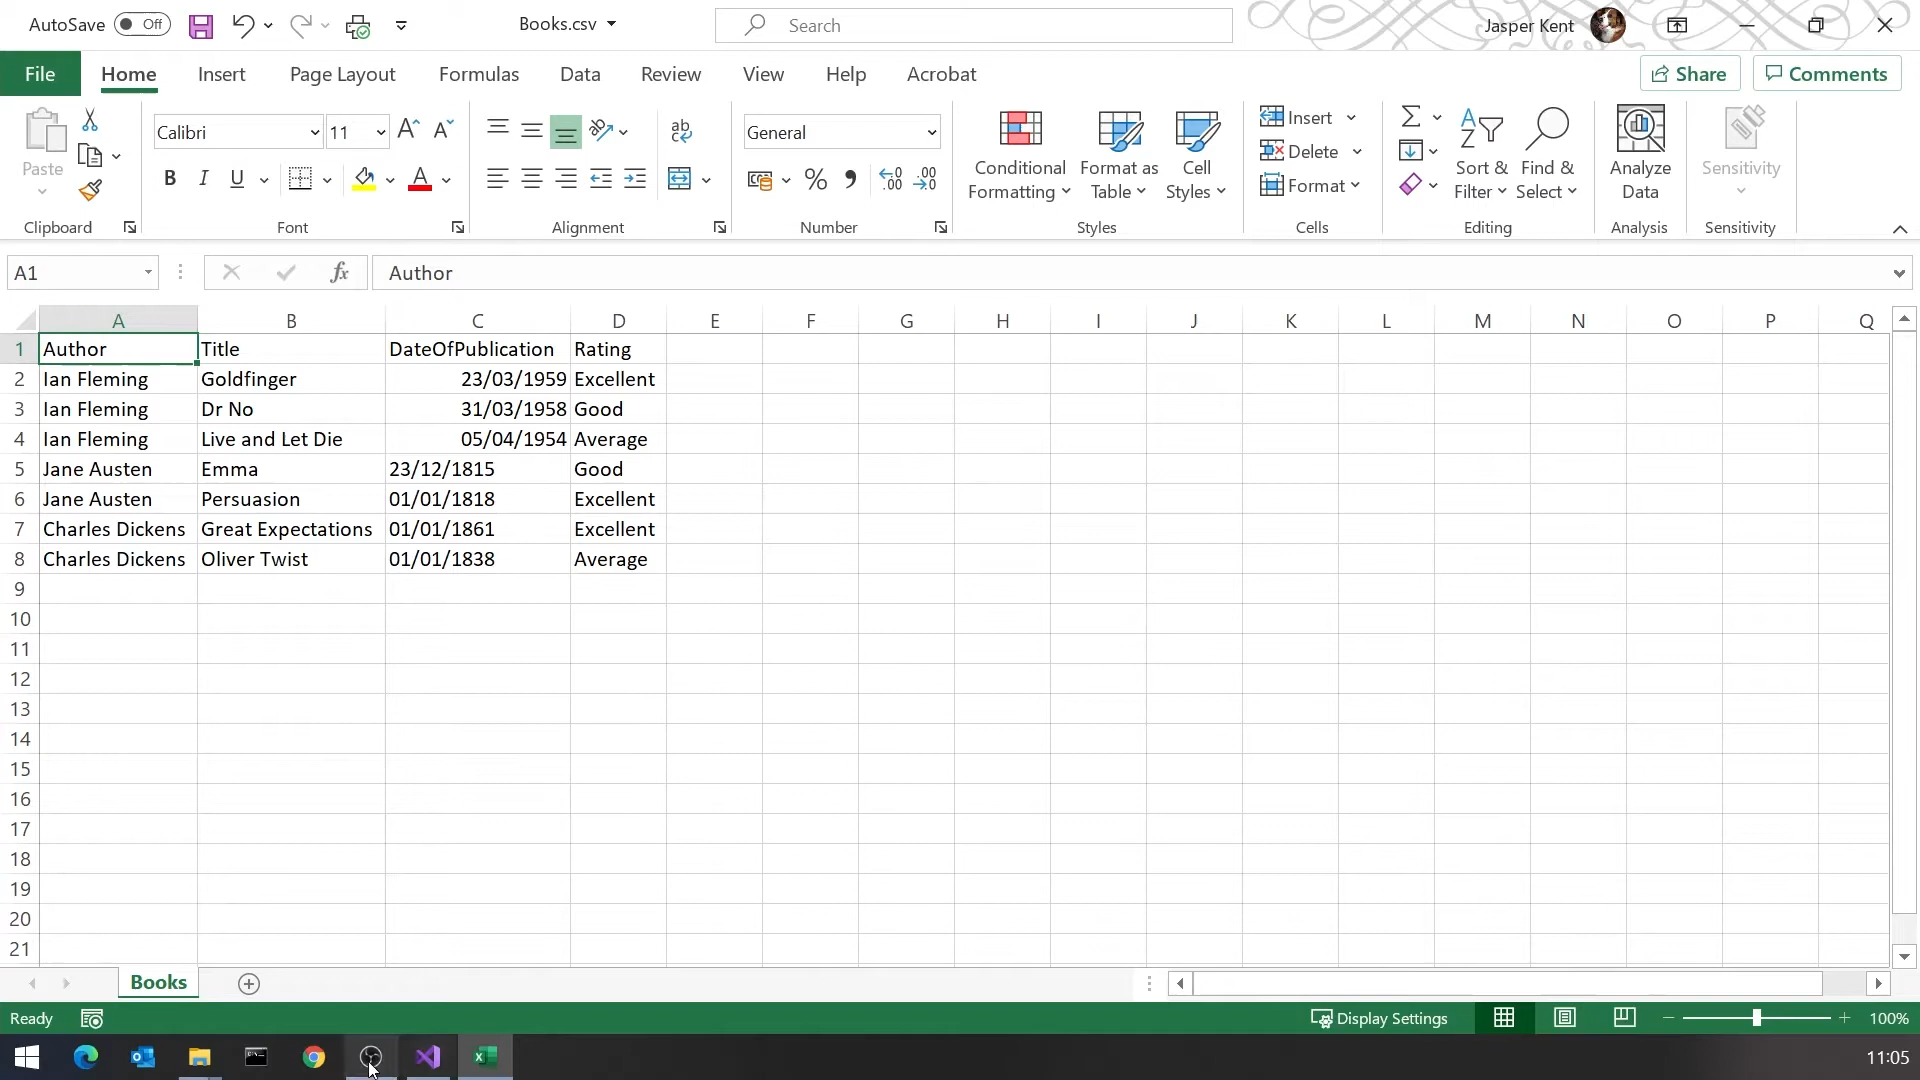 AutoSave Off Books.csv Search Jasper Kent
File Home Insert Page Layout Formulas Data Review View Help Acrobat Share Comments
Paste Calibri 11 General Conditional Formatting Format as Table Cell Styles Insert Delete Format Sort & Filter Find & Select Analyze Data Sensitivity
Clipboard Font Alignment Number Styles Cells Editing Analysis Sensitivity
A1 fx Author
A B C D E F G H I J K L M N O P Q
1 Author Title DateOfPublication Rating
2 Ian Fleming Goldfinger 23/03/1959 Excellent
3 Ian Fleming Dr No 31/03/1958 Good
4 Ian Fleming Live and Let Die 05/04/1954 Average
5 Jane Austen Emma 23/12/1815 Good
6 Jane Austen Persuasion 01/01/1818 Excellent
7 Charles Dickens Great Expectations 01/01/1861 Excellent
8 Charles Dickens Oliver Twist 01/01/1838 Average
9
10
11
12
13
14
15
16
17
18
19
20
21
Books
Ready Display Settings 100%
11:05